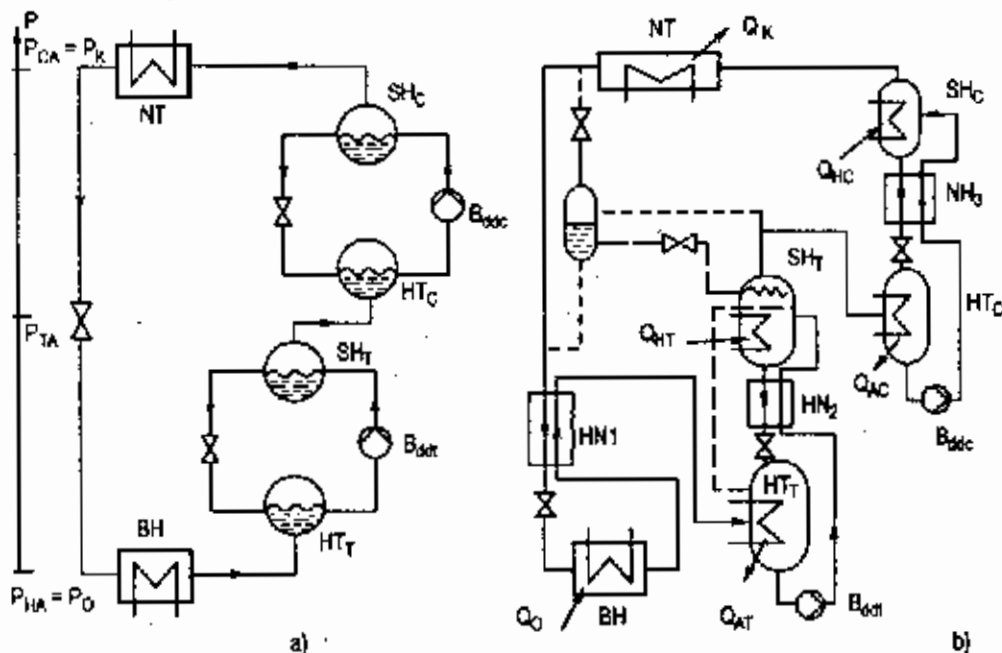 P
P_CA = P_K
NT
SH_C
B_ddc
HT_C
P_TA
SH_T
B_ddt
HT_T
BH
P_HA = P_O
a)
NT
Q_K
SH_C
Q_HC
NH_3
SH_T
HT_C
Q_HT
Q_AC
HN_2
B_ddc
HN1
HT_T
Q_O
BH
Q_AT
B_ddt
b)